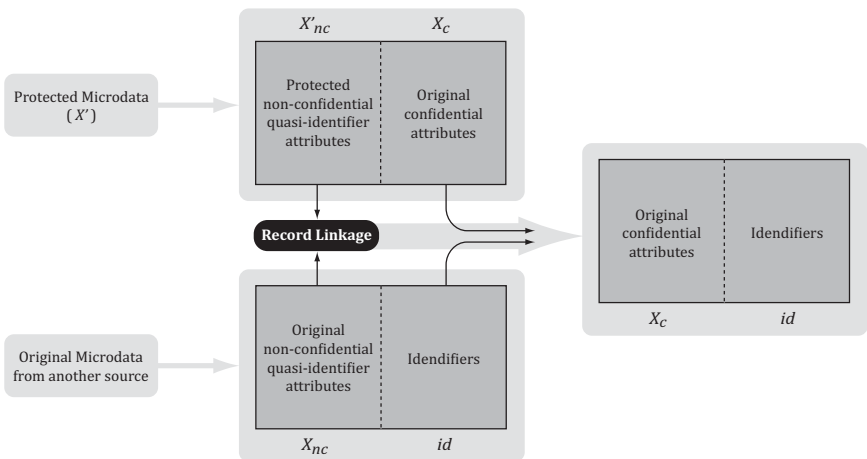 X'nc
Xc
Protected Microdata
( X' )
Protected
non-confidential
quasi-identifier
attributes
Original
confidential
attributes
Record Linkage
Original
confidential
attributes
Idendifiers
Xc
id
Original Microdata
from another source
Original
non-confidential
quasi-identifier
attributes
Idendifiers
Xnc
id